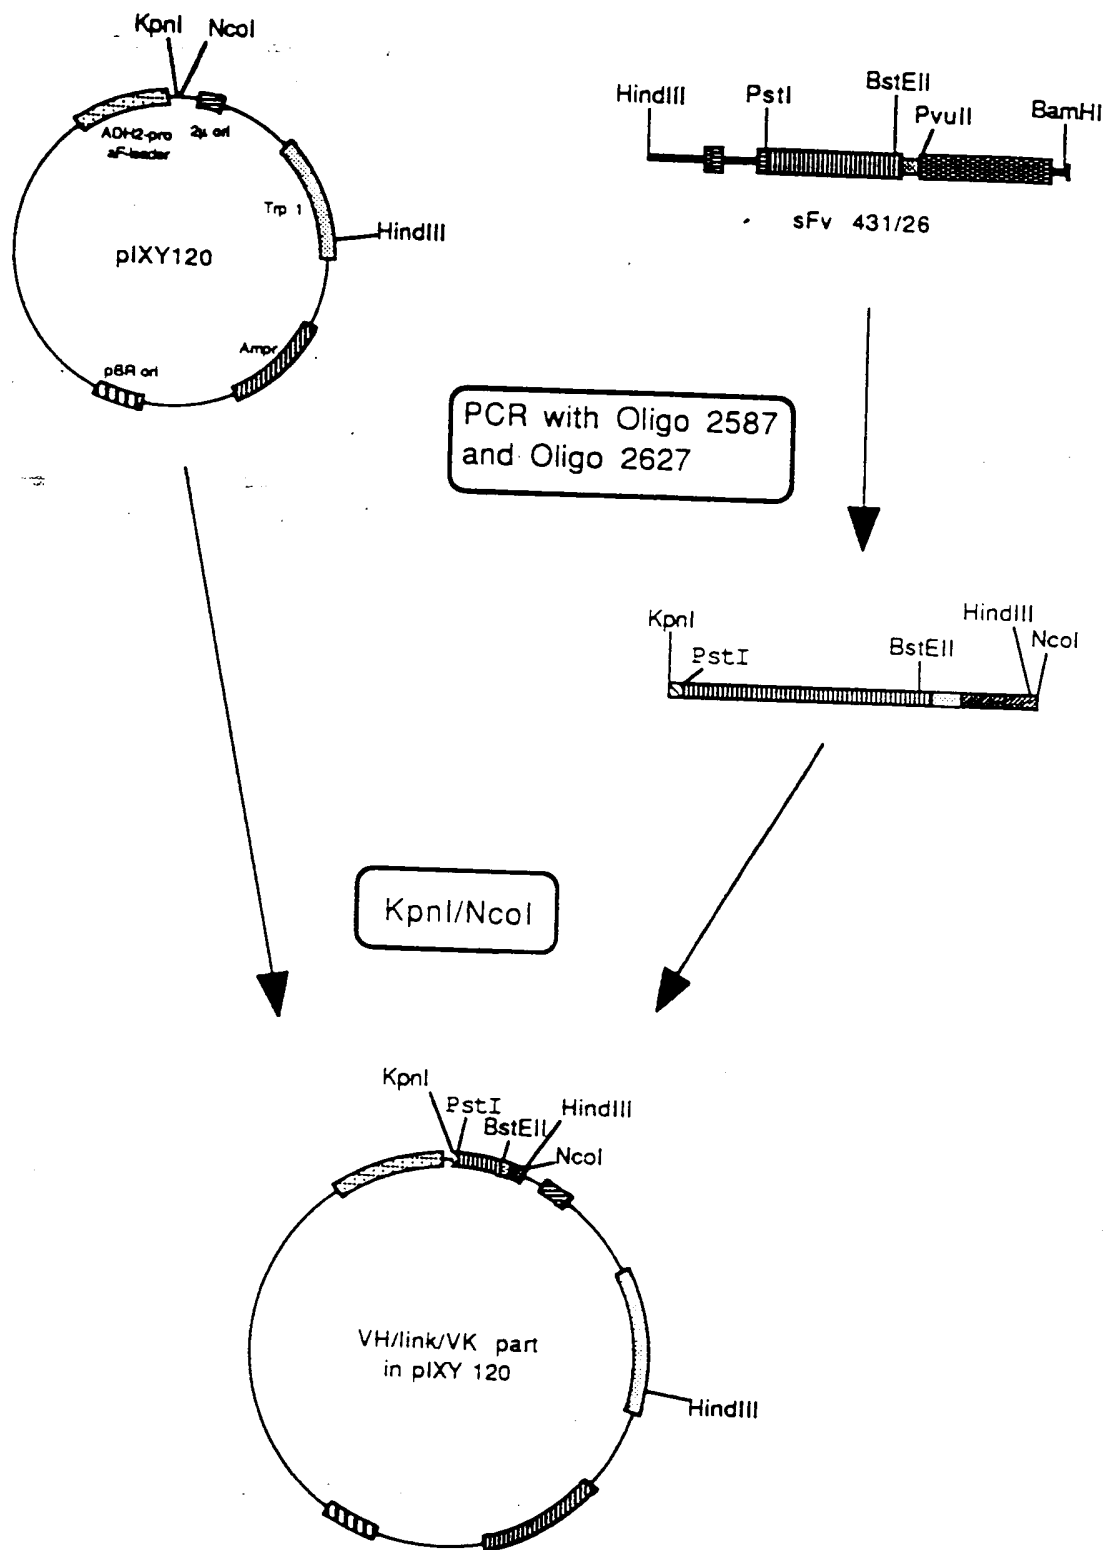 KpnI NcoI
ADH2-pro
aF-leader
2μ ori
Trp 1
HindIII
pIXY120
Ampr
pBR ori
HindIII PstI BstEII PvuII BamHI
sFv 431/26
PCR with Oligo 2587
and Oligo 2627
KpnI PstI BstEII HindIII NcoI
KpnI/NcoI
KpnI PstI BstEII HindIII NcoI
VH/link/VK part
in pIXY 120
HindIII